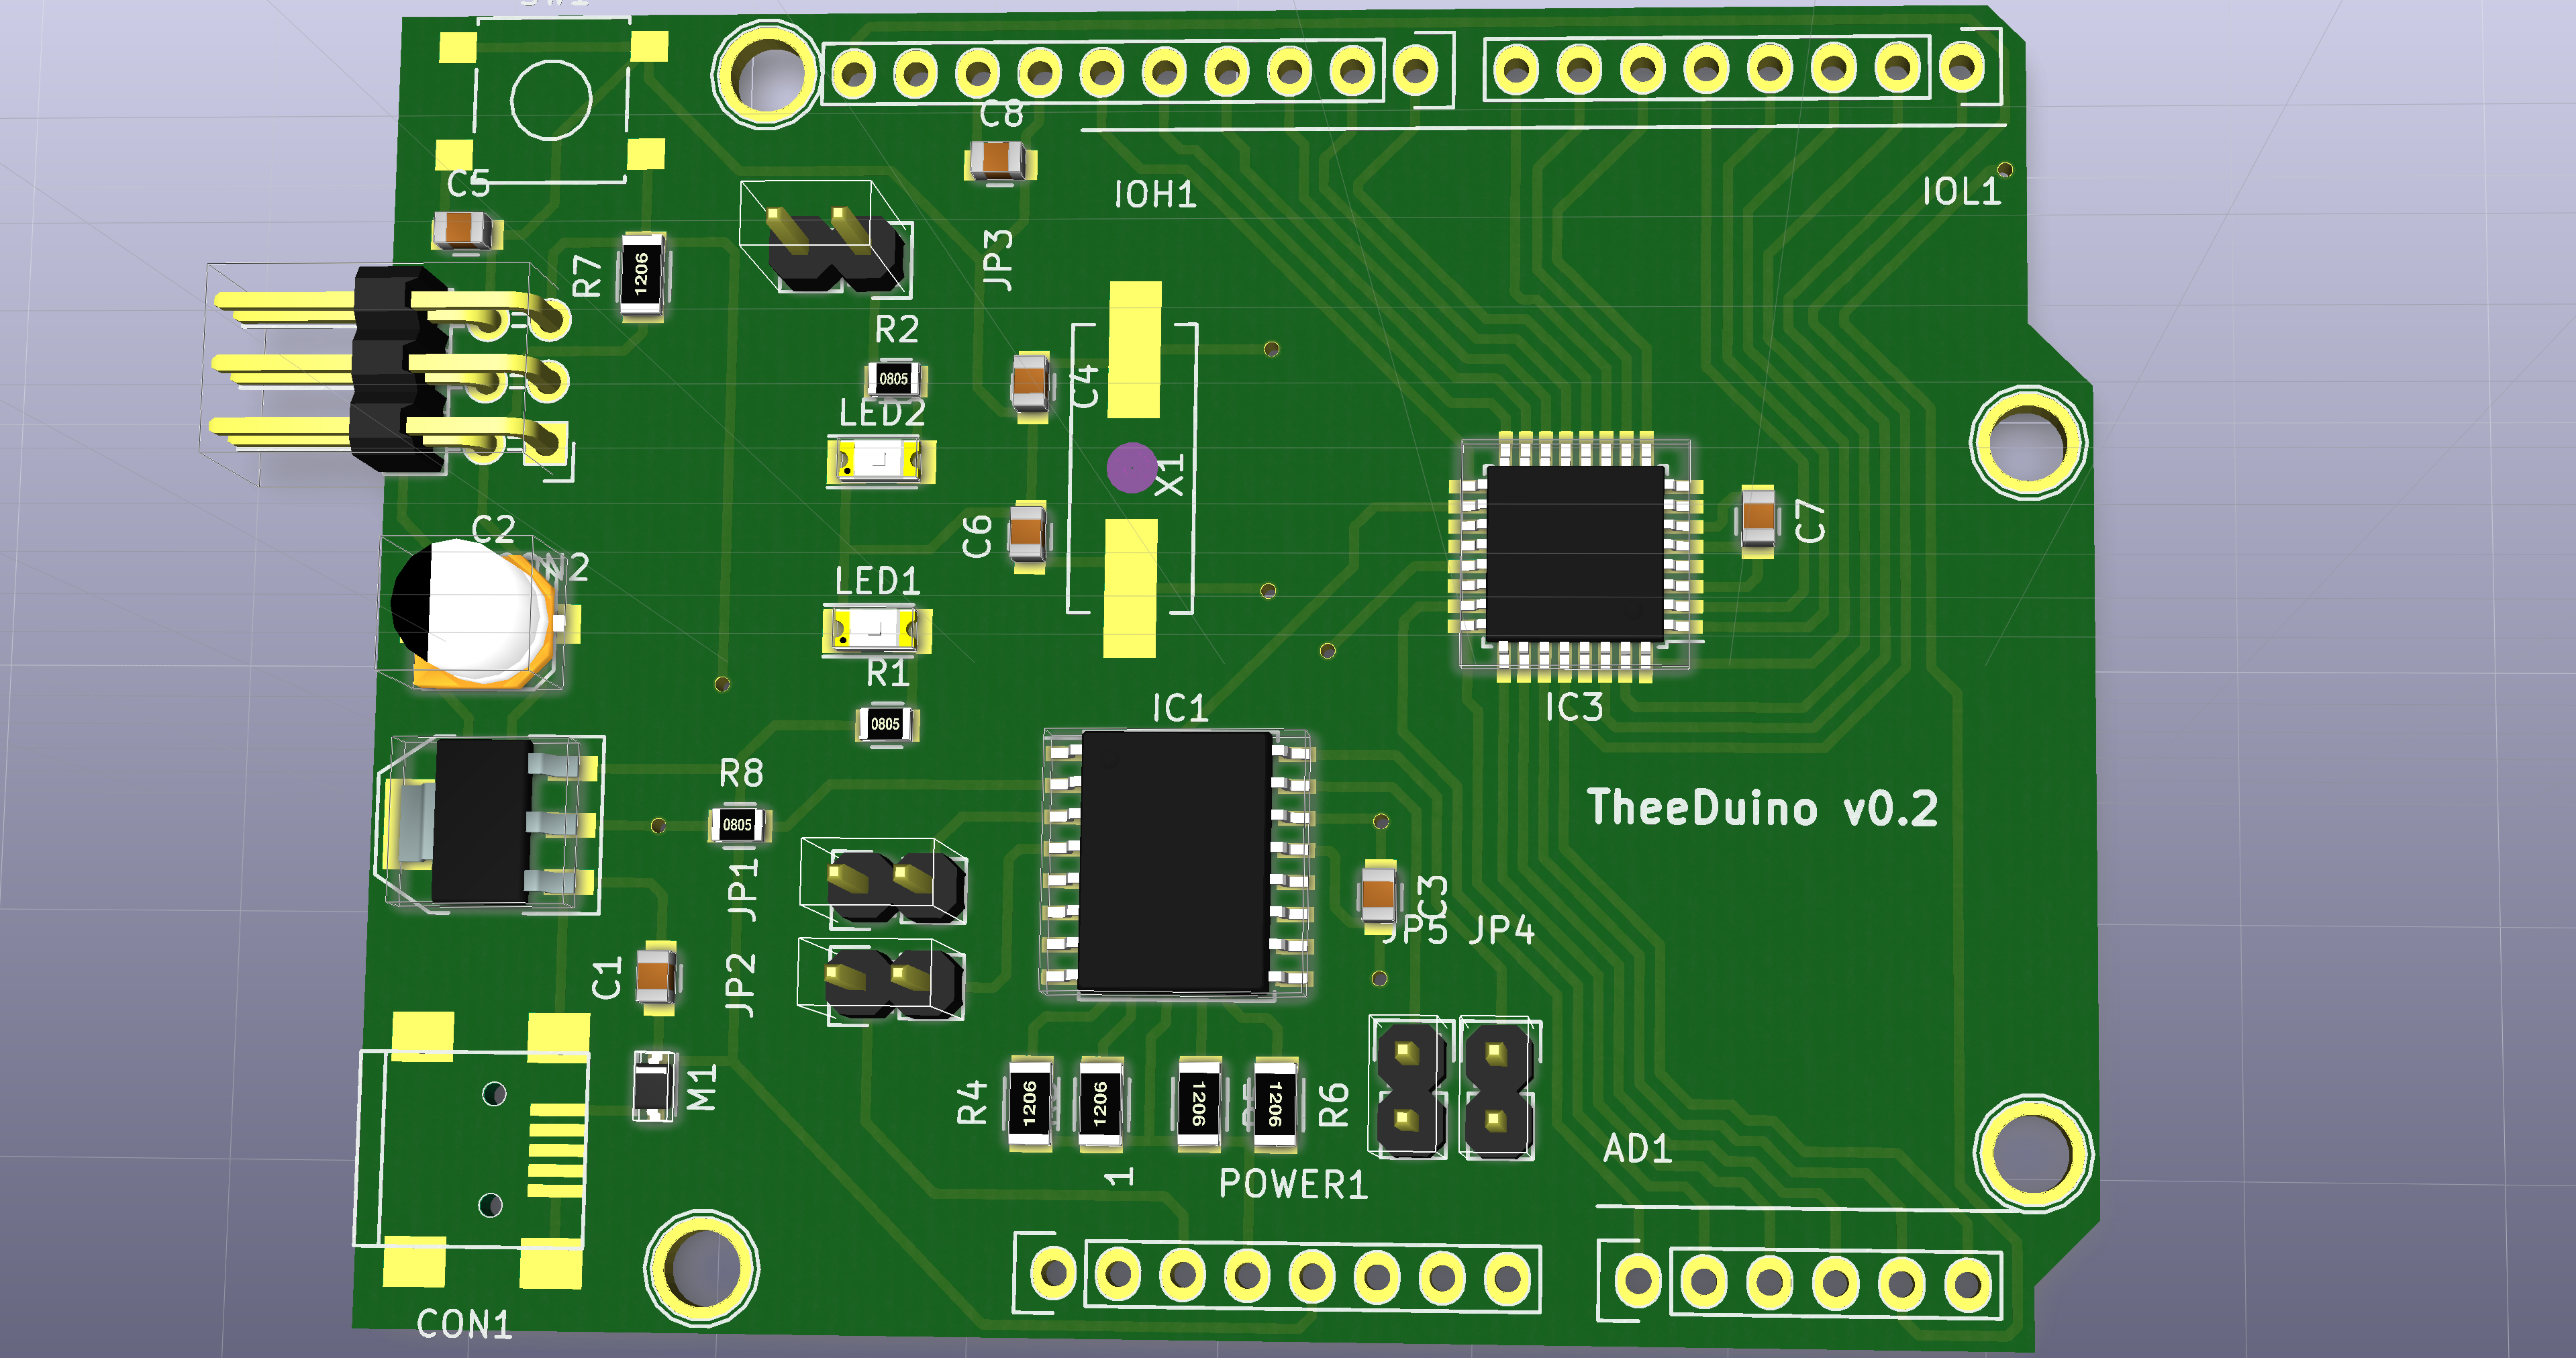 SW1
C8
C5
IOH1
IOL1
R7
1206
JP3
R2
0805
C4
LED2
X1
C2
N2
C6
C7
LED1
R1
0805
IC3
IC1
R8
0805
TheeDuino v0.2
JP1
C3
JP5 JP4
C1
JP2
M1
R4
1206
1206
1206
1206
R6
AD1
1
POWER1
CON1